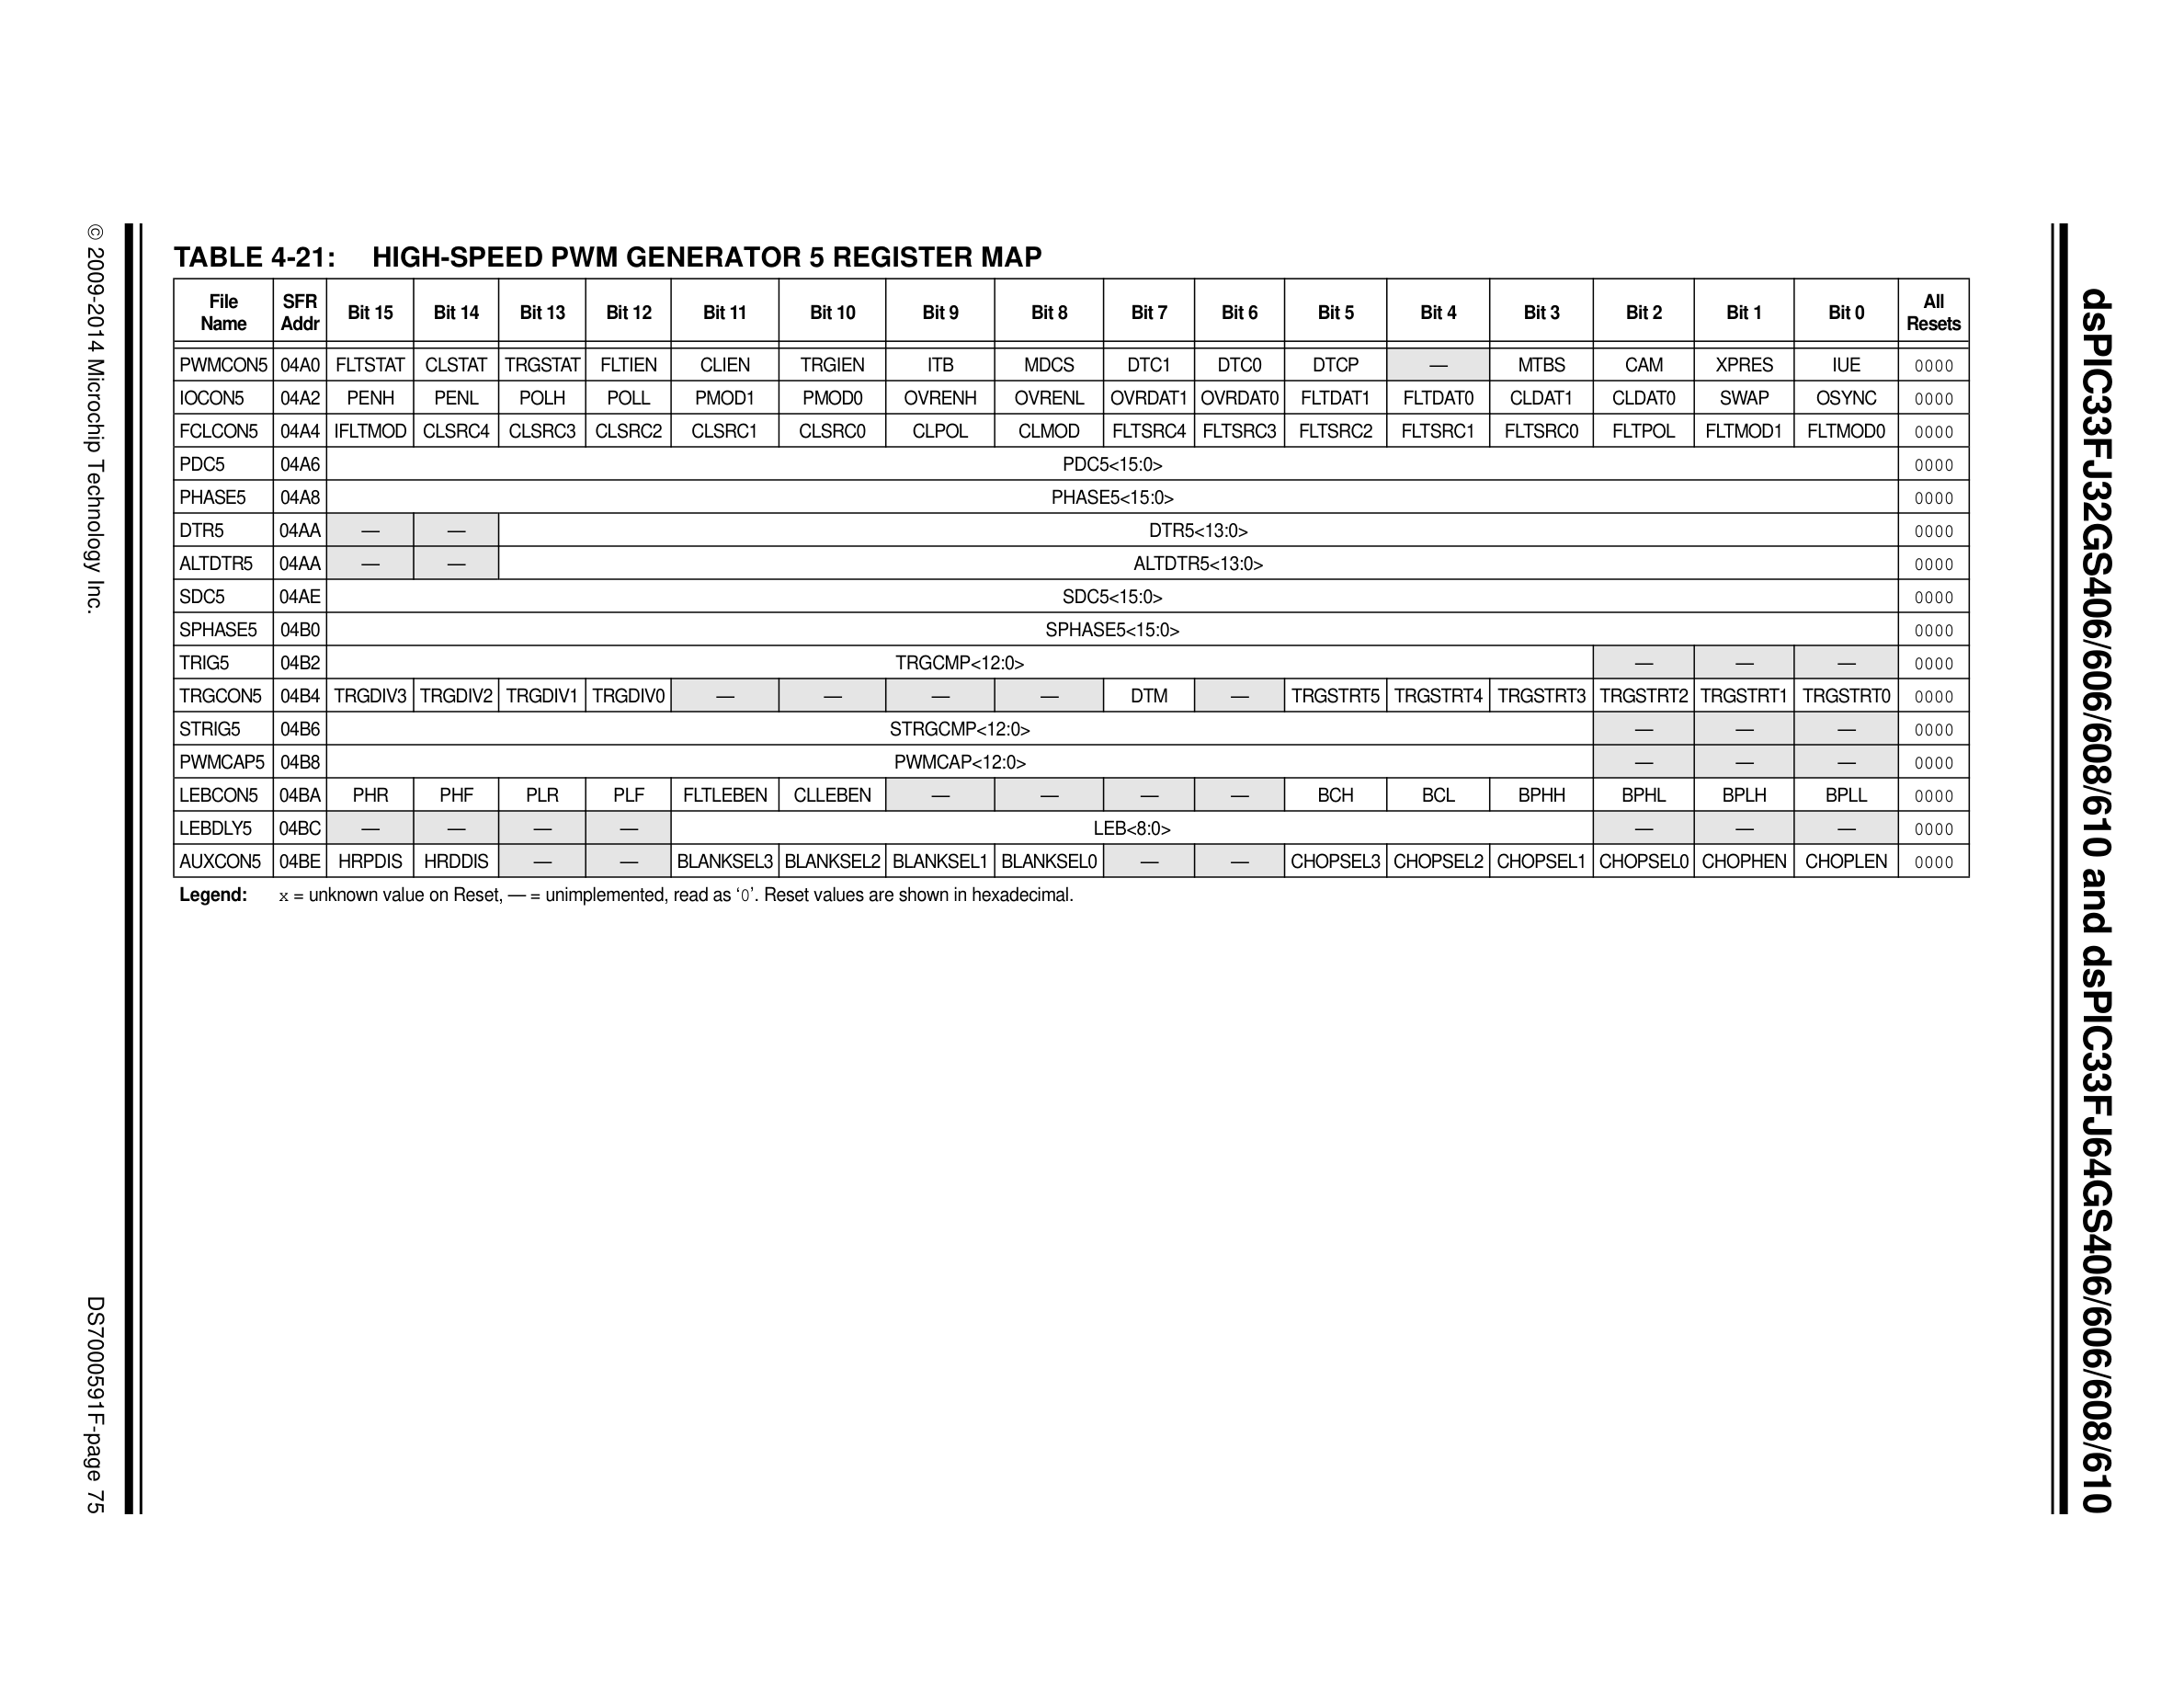 TABLE 4-21: HIGH-SPEED PWM GENERATOR 5 REGISTER MAP
File Name SFR Addr Bit 15 Bit 14 Bit 13 Bit 12 Bit 11 Bit 10 Bit 9 Bit 8 Bit 7 Bit 6 Bit 5 Bit 4 Bit 3 Bit 2 Bit 1 Bit 0 All Resets
PWMCON5 04A0 FLTSTAT CLSTAT TRGSTAT FLTIEN CLIEN TRGIEN ITB MDCS DTC1 DTC0 DTCP — MTBS CAM XPRES IUE 0000
IOCON5 04A2 PENH PENL POLH POLL PMOD1 PMOD0 OVRENH OVRENL OVRDAT1 OVRDAT0 FLTDAT1 FLTDAT0 CLDAT1 CLDAT0 SWAP OSYNC 0000
FCLCON5 04A4 IFLTMOD CLSRC4 CLSRC3 CLSRC2 CLSRC1 CLSRC0 CLPOL CLMOD FLTSRC4 FLTSRC3 FLTSRC2 FLTSRC1 FLTSRC0 FLTPOL FLTMOD1 FLTMOD0 0000
PDC5 04A6 PDC5<15:0> 0000
PHASE5 04A8 PHASE5<15:0> 0000
DTR5 04AA — — DTR5<13:0> 0000
ALTDTR5 04AA — — ALTDTR5<13:0> 0000
SDC5 04AE SDC5<15:0> 0000
SPHASE5 04B0 SPHASE5<15:0> 0000
TRIG5 04B2 TRGCMP<12:0> — — — 0000
TRGCON5 04B4 TRGDIV3 TRGDIV2 TRGDIV1 TRGDIV0 — — — — DTM — TRGSTRT5 TRGSTRT4 TRGSTRT3 TRGSTRT2 TRGSTRT1 TRGSTRT0 0000
STRIG5 04B6 STRGCMP<12:0> — — — 0000
PWMCAP5 04B8 PWMCAP<12:0> — — — 0000
LEBCON5 04BA PHR PHF PLR PLF FLTLEBEN CLLEBEN — — — — BCH BCL BPHH BPHL BPLH BPLL 0000
LEBDLY5 04BC — — — — LEB<8:0> — — — 0000
AUXCON5 04BE HRPDIS HRDDIS — — BLANKSEL3 BLANKSEL2 BLANKSEL1 BLANKSEL0 — — CHOPSEL3 CHOPSEL2 CHOPSEL1 CHOPSEL0 CHOPHEN CHOPLEN 0000
Legend: x = unknown value on Reset, — = unimplemented, read as ‘0’. Reset values are shown in hexadecimal.
© 2009-2014 Microchip Technology Inc.
DS7000591F-page 75
dsPIC33FJ32GS406/606/608/610 and dsPIC33FJ64GS406/606/608/610